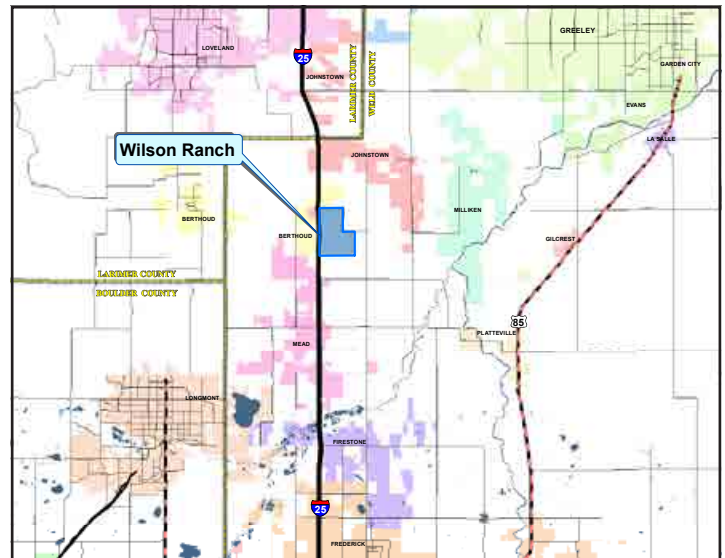 GREELEY
LOVELAND
25
LARIMER COUNTY
WELD COUNTY
GARDEN CITY
JOHNSTOWN
EVANS
LA SALLE
Wilson Ranch
JOHNSTOWN
BERTHOUD
MILLIKEN
BERTHOUD
GILCREST
LARIMER COUNTY
BOULDER COUNTY
85
PLATTEVILLE
MEAD
LONGMONT
FIRESTONE
25
FREDERICK